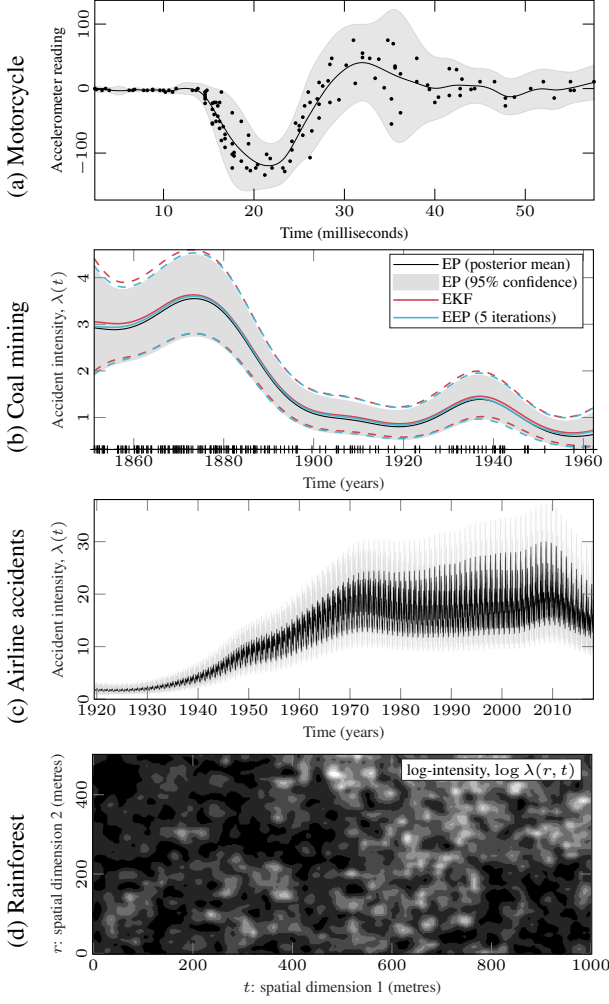 (a) Motorcycle
Accelerometer reading
100
0
−100
10 20 30 40 50
Time (milliseconds)
(b) Coal mining
Accident intensity, λ(t)
4
3
2
1
EP (posterior mean)
EP (95% confidence)
EKF
EEP (5 iterations)
1860 1880 1900 1920 1940 1960
Time (years)
(c) Airline accidents
Accident intensity, λ(t)
30
20
10
0
1920 1930 1940 1950 1960 1970 1980 1990 2000 2010
Time (years)
(d) Rainforest
r: spatial dimension 2 (metres)
400
200
0
log-intensity, log λ(r, t)
0 200 400 600 800 1000
t: spatial dimension 1 (metres)